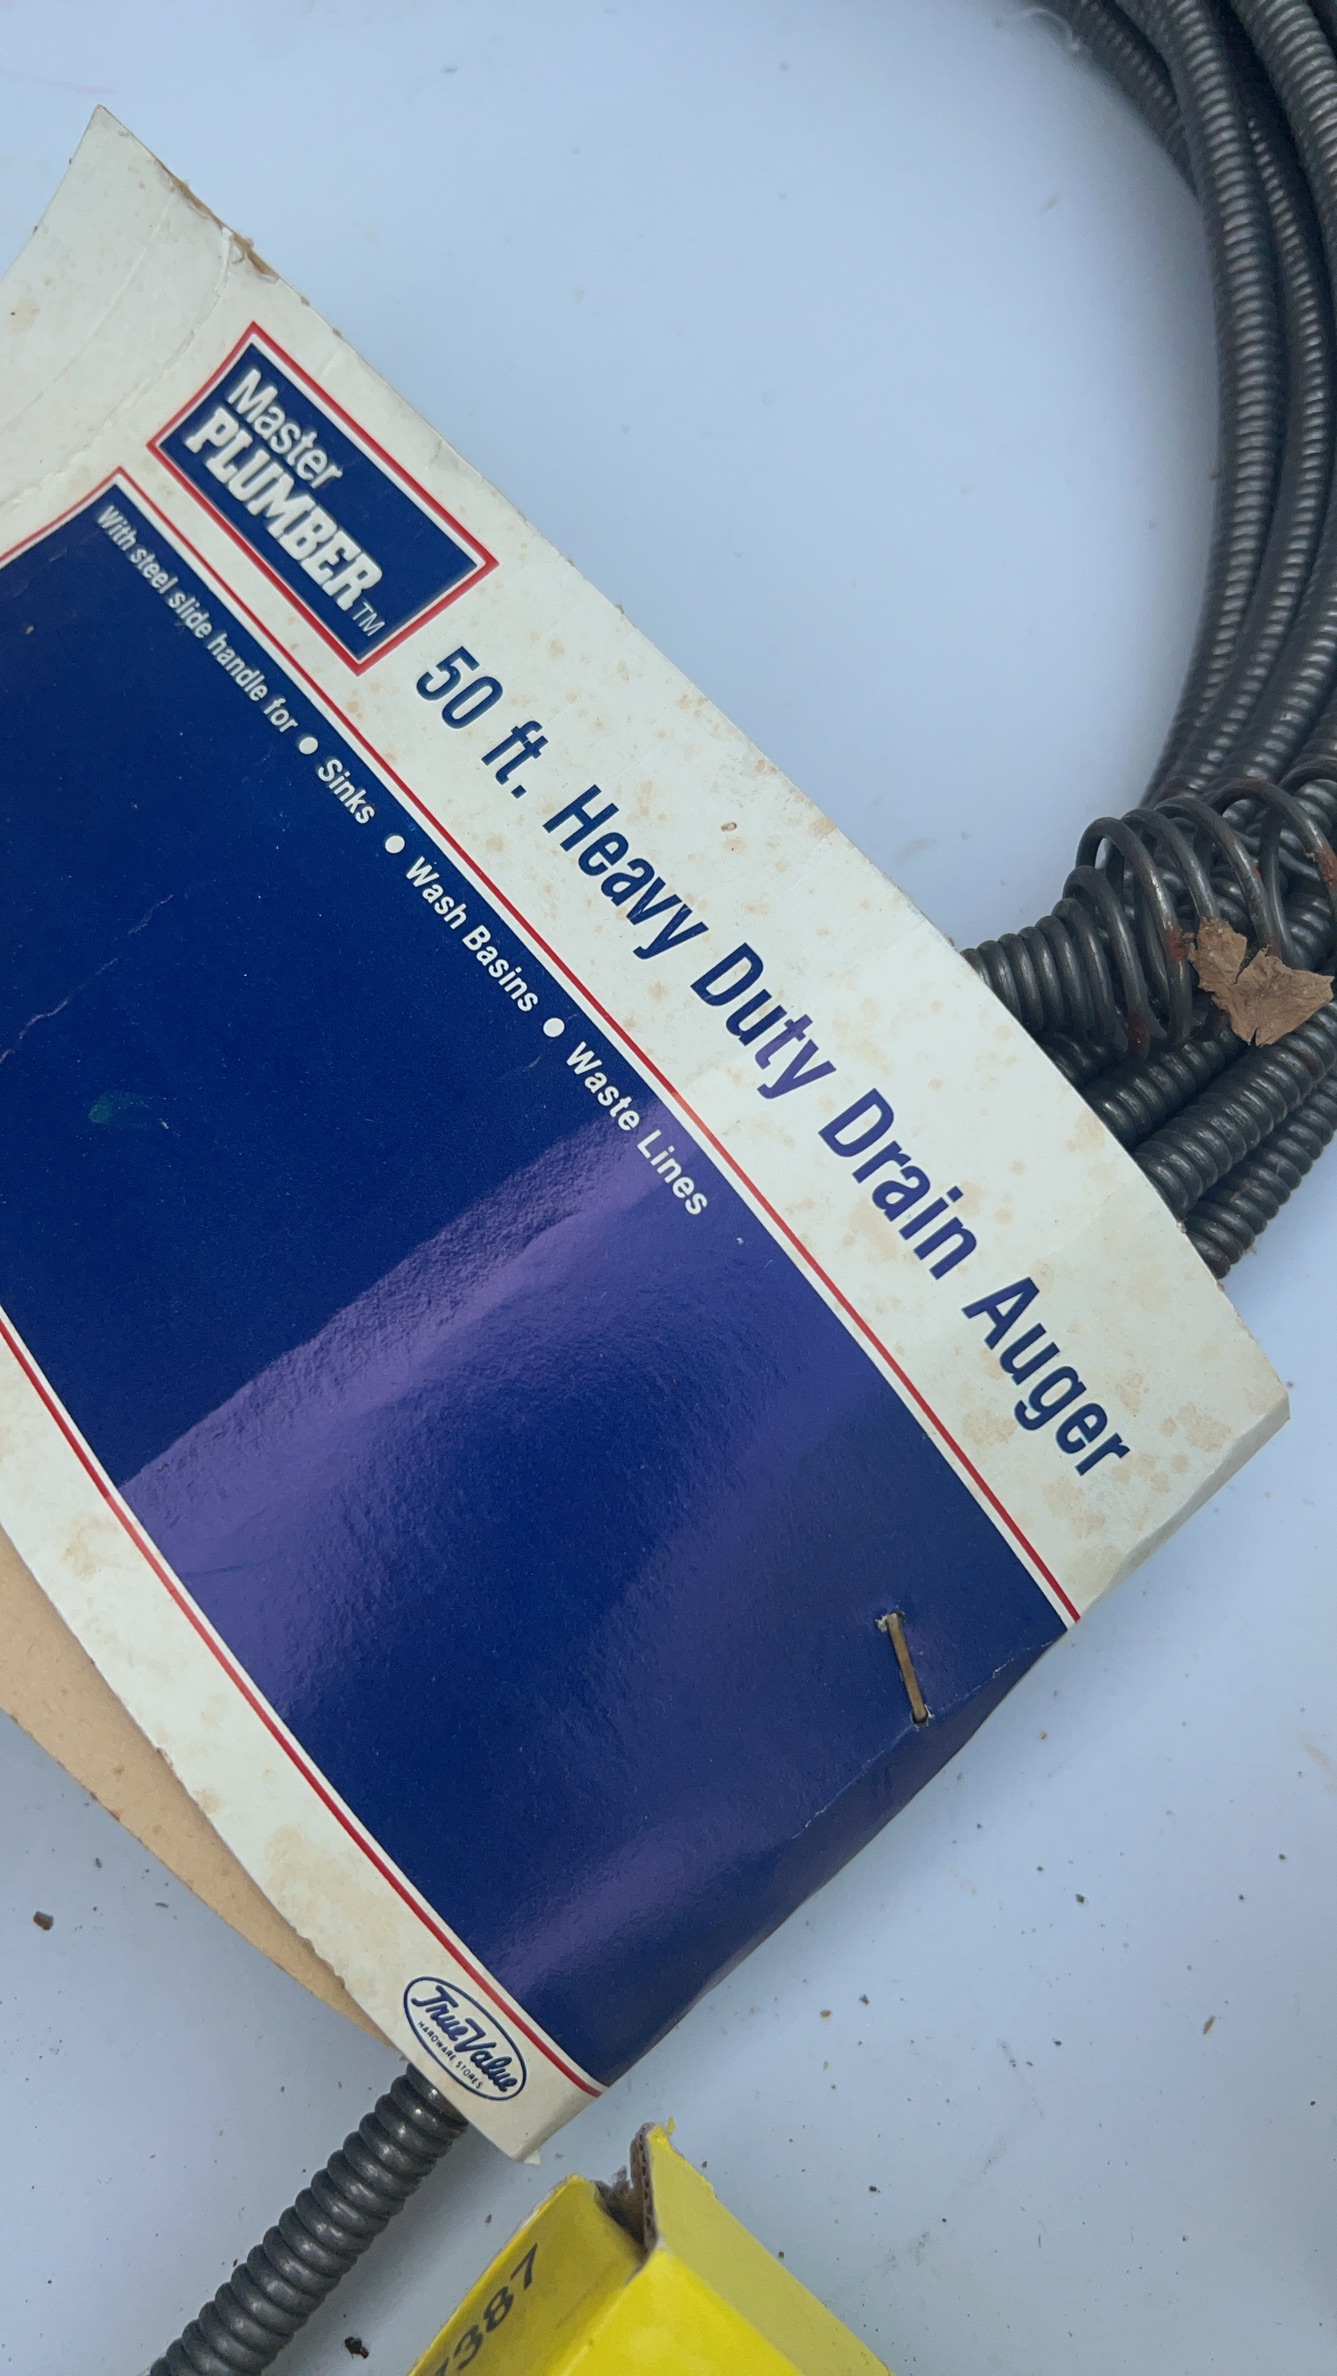 Master
PLUMBER™
50 ft. Heavy Duty Drain Auger
With steel slide handle for • Sinks • Wash Basins • Waste Lines
True Value
HARDWARE STORES
7387